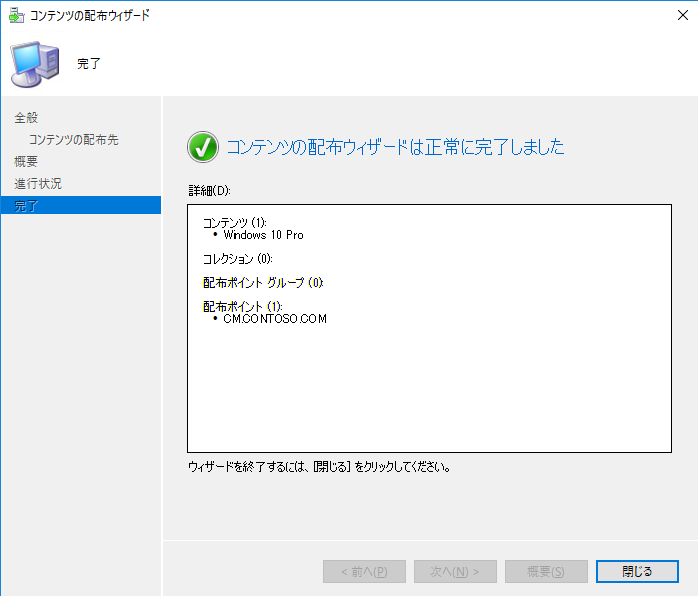 コンテンツの配布ウィザード
完了
全般
コンテンツの配布先
概要
進行状況
完了
コンテンツの配布ウィザードは正常に完了しました
詳細(D):
コンテンツ (1):
• Windows 10 Pro
コレクション (0):
配布ポイント グループ (0):
配布ポイント (1):
• CM.CONTOSO.COM
ウィザードを終了するには、[閉じる] をクリックしてください。
< 前へ(P)
次へ(N) >
概要(S)
閉じる